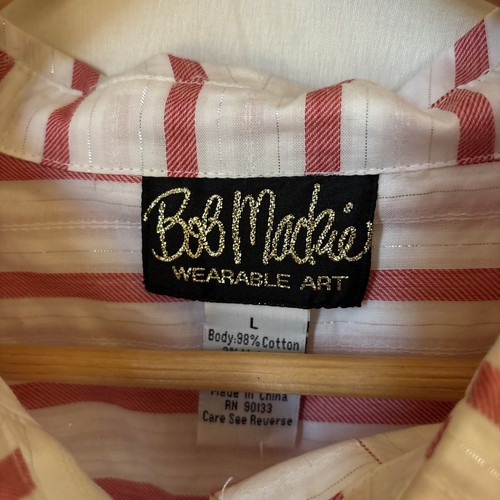 Bob Mackie
WEARABLE ART
L
Body:98% Cotton
Made in China
RN 90133
Care See Reverse